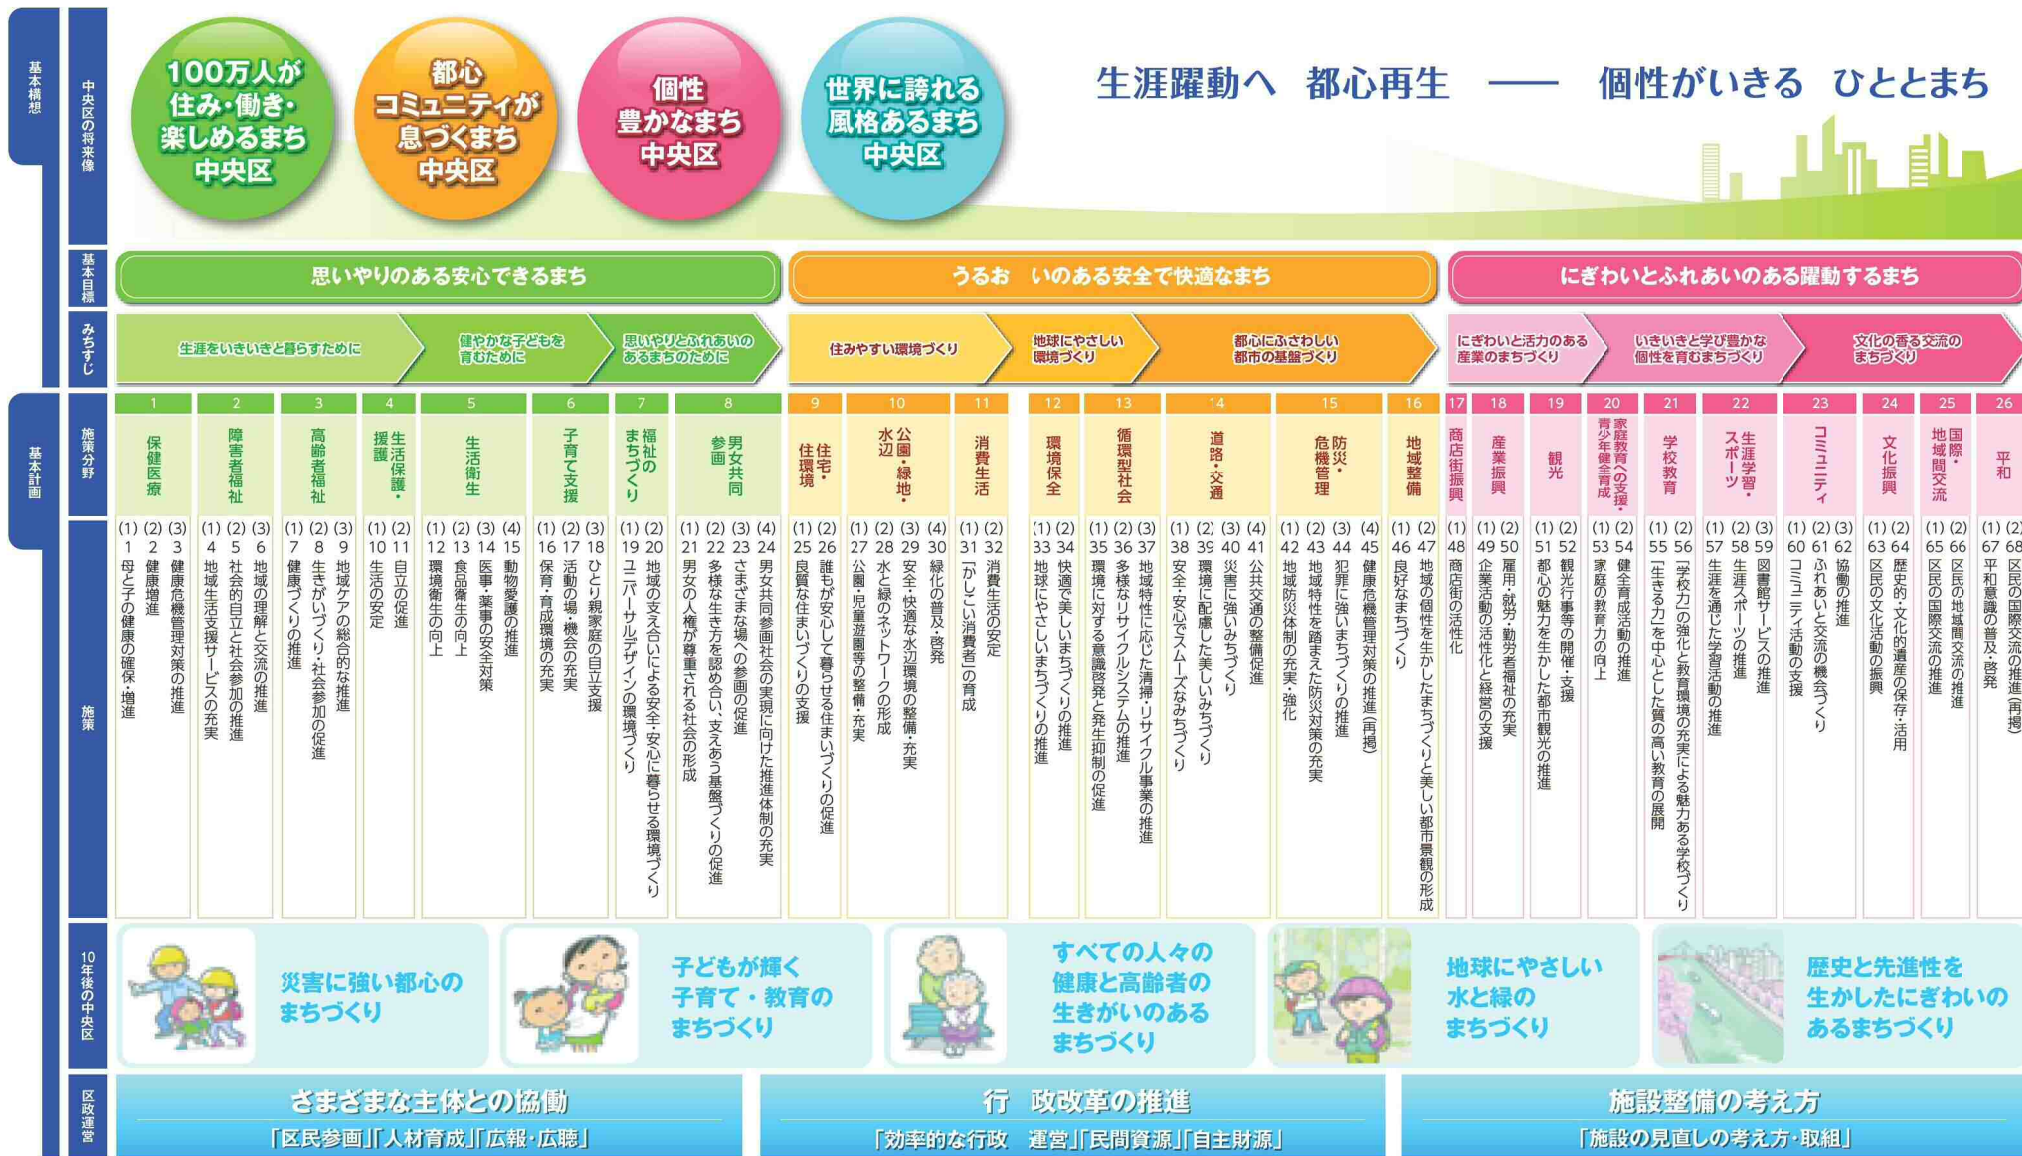 基本構想
中央区の将来像
100万人が
住み・働き・
楽しめるまち
中央区
都心
コミュニティが
息づくまち
中央区
個性
豊かなまち
中央区
世界に誇れる
風格あるまち
中央区
生涯躍動へ 都心再生 ―― 個性がいきる ひととまち
基本目標
思いやりのある安心できるまち
うるお いのある安全で快適なまち
にぎわいとふれあいのある躍動するまち
みちすじ
生涯をいきいきと暮らすために
健やかな子どもを
育むために
思いやりとふれあいの
あるまちのために
住みやすい環境づくり
地球にやさしい
環境づくり
都心にふさわしい
都市の基盤づくり
にぎわいと活力のある
産業のまちづくり
いきいきと学び豊かな
個性を育むまちづくり
文化の香る交流の
まちづくり
基本計画
施策分野
施策
1
保健医療
(1) 1 母と子の健康の確保・増進
(2) 2 健康増進
(3) 3 健康危機管理対策の推進
2
障害者福祉
(1) 4 地域生活支援サービスの充実
(2) 5 社会的自立と社会参加の推進
(3) 6 地域の理解と交流の推進
3
高齢者福祉
(1) 7 健康づくりの推進
(2) 8 生きがいづくり・社会参加の促進
(3) 9 地域ケアの総合的な推進
4
生活保護・
援護
(1) 10 生活の安定
(2) 11 自立の促進
5
生活衛生
(1) 12 環境衛生の向上
(2) 13 食品衛生の向上
(3) 14 医事・薬事の安全対策
(4) 15 動物愛護の推進
6
子育て支援
(1) 16 保育・育成環境の充実
(2) 17 活動の場・機会の充実
(3) 18 ひとり親家庭の自立支援
7
福祉の
まちづくり
(1) 19 ユニバーサルデザインの環境づくり
(2) 20 地域の支え合いによる安全・安心に暮らせる環境づくり
8
男女共同
参画
(1) 21 男女の人権が尊重される社会の形成
(2) 22 多様な生き方を認め合い、支えあう基盤づくりの促進
(3) 23 さまざまな場への参画の促進
(4) 24 男女共同参画社会の実現に向けた推進体制の充実
9
住宅・
住環境
(1) 25 良質な住まいづくりの支援
(2) 26 誰もが安心して暮らせる住まいづくりの促進
10
公園・緑地・
水辺
(1) 27 公園・児童遊園等の整備・充実
(2) 28 水と緑のネットワークの形成
(3) 29 安全・快適な水辺環境の整備・充実
(4) 30 緑化の普及・啓発
11
消費生活
(1) 31 「かしこい消費者」の育成
(2) 32 消費生活の安定
12
環境保全
(1) 33 地球にやさしいまちづくりの推進
(2) 34 快適で美しいまちづくりの推進
13
循環型社会
(1) 35 環境に対する意識啓発と発生抑制の促進
(2) 36 多様なリサイクルシステムの推進
(3) 37 地域特性に応じた清掃・リサイクル事業の推進
14
道路・交通
(1) 38 安全・安心でスムーズなみちづくり
(2) 39 環境に配慮した美しいみちづくり
(3) 40 災害に強いみちづくり
(4) 41 公共交通の整備促進
15
防災・
危機管理
(1) 42 地域防災体制の充実・強化
(2) 43 地域特性を踏まえた防災対策の充実
(3) 44 犯罪に強いまちづくりの推進
(4) 45 健康危機管理対策の推進(再掲)
16
地域整備
(1) 46 良好なまちづくり
(2) 47 地域の個性を生かしたまちづくりと美しい都市景観の形成
17
商店街振興
(1) 48 商店街の活性化
18
産業振興
(1) 49 企業活動の活性化と経営の支援
(2) 50 雇用・就労・勤労者福祉の充実
19
観光
(1) 51 都心の魅力を生かした都市観光の推進
(2) 52 観光行事等の開催・支援
20
家庭教育への支援・
青少年健全育成
(1) 53 家庭の教育力の向上
(2) 54 健全育成活動の推進
21
学校教育
(1) 55 「生きる力」を中心とした質の高い教育の展開
(2) 56 「学校力」の強化と教育環境の充実による魅力ある学校づくり
22
生涯学習・
スポーツ
(1) 57 生涯を通じた学習活動の推進
(2) 58 生涯スポーツの推進
(3) 59 図書館サービスの推進
23
コミュニティ
(1) 60 コミュニティ活動の支援
(2) 61 ふれあいと交流の機会づくり
(3) 62 協働の推進
24
文化振興
(1) 63 区民の文化活動の振興
(2) 64 歴史的・文化的遺産の保存・活用
25
国際・
地域間交流
(1) 65 区民の国際交流の推進
(2) 66 区民の地域間交流の推進
26
平和
(1) 67 平和意識の普及・啓発
(2) 68 区民の国際交流の推進(再掲)
10年後の中央区
災害に強い都心の
まちづくり
子どもが輝く
子育て・教育の
まちづくり
すべての人々の
健康と高齢者の
生きがいのある
まちづくり
地球にやさしい
水と緑の
まちづくり
歴史と先進性を
生かしたにぎわいの
あるまちづくり
区政運営
さまざまな主体との協働
「区民参画」「人材育成」「広報・広聴」
行 政改革の推進
「効率的な行政 運営」「民間資源」「自主財源」
施設整備の考え方
「施設の見直しの考え方・取組」